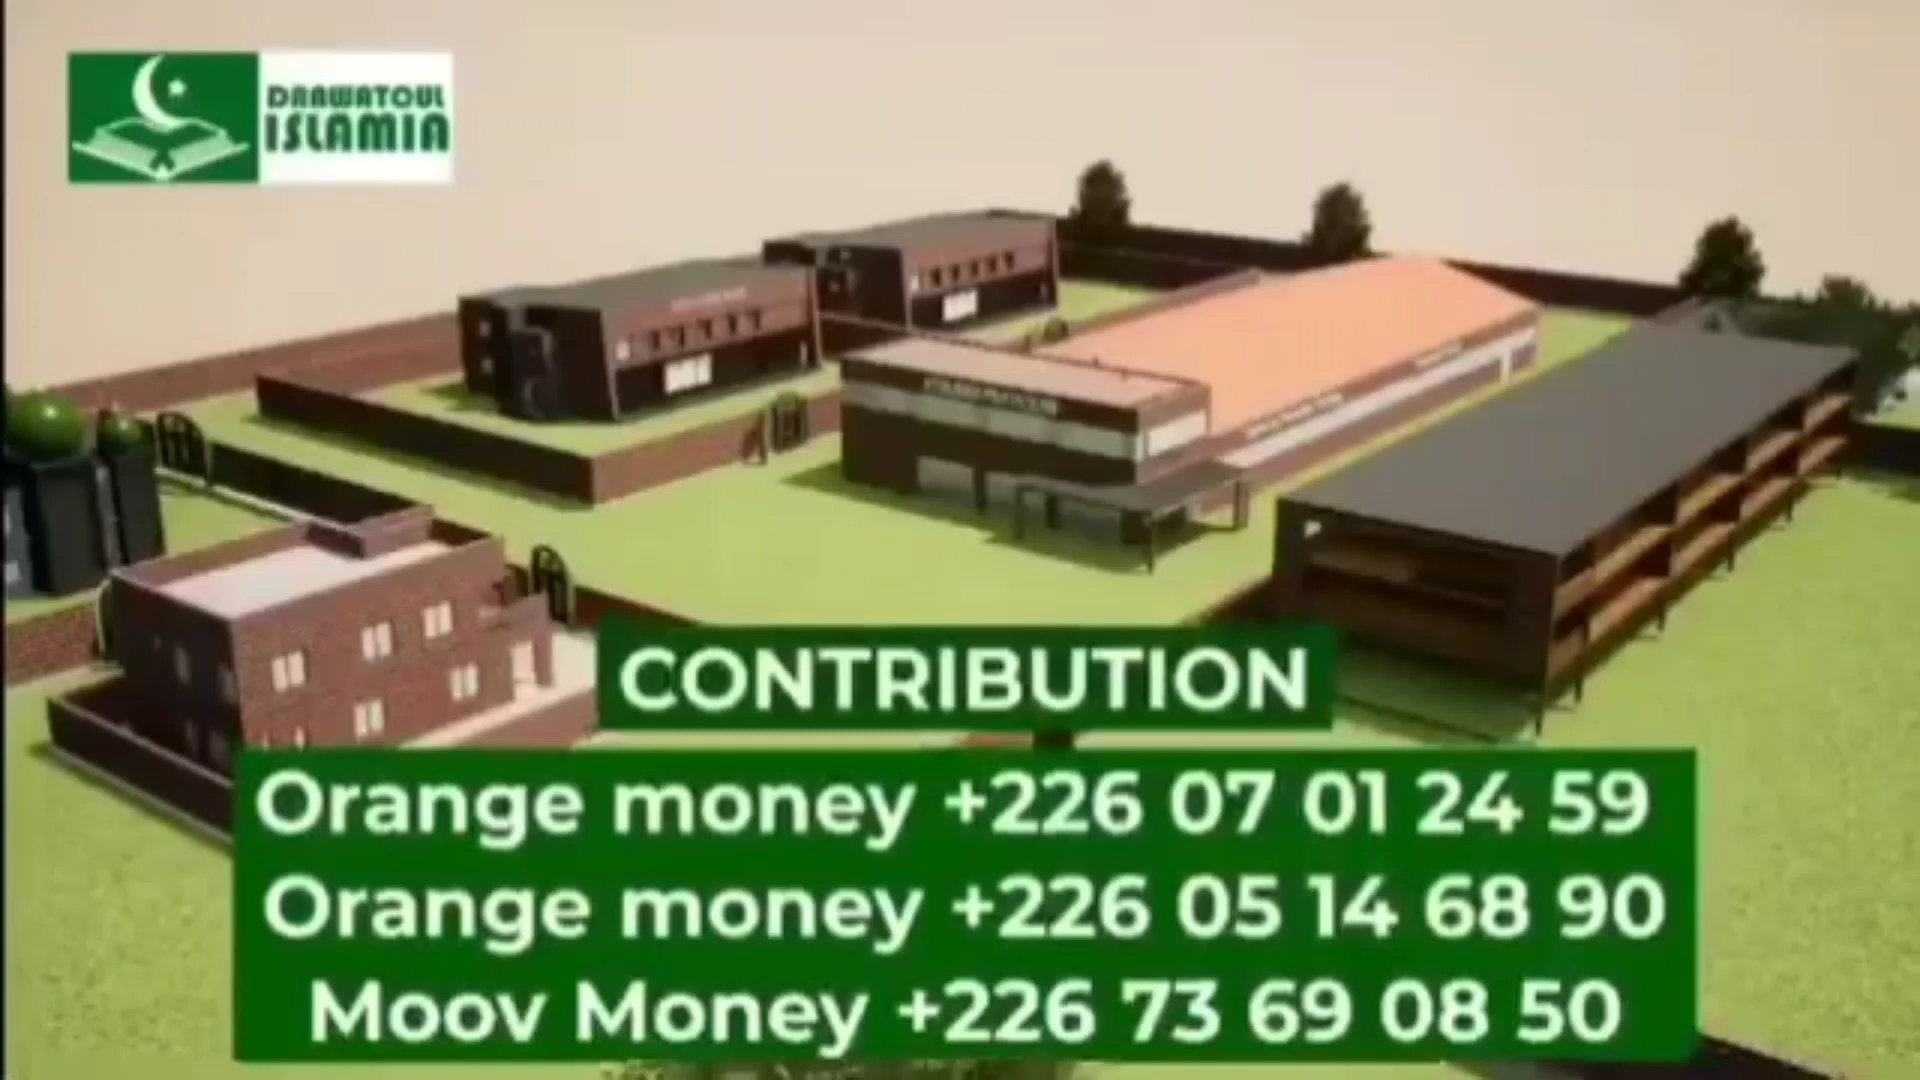 DAAWATOUL
ISLAMIA
CONTRIBUTION
Orange money +226 07 01 24 59
Orange money +226 05 14 68 90
Moov Money +226 73 69 08 50